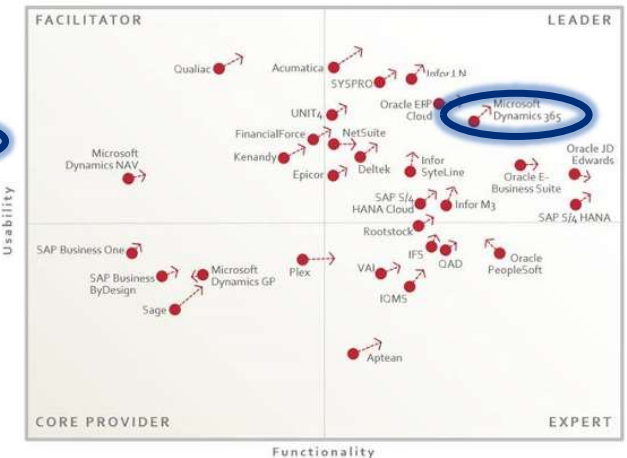 FACILITATOR
LEADER
Qualiac
Acumatica
SYSPRO
Infor LN
Oracle ERP
Cloud
Microsoft
Dynamics 365
UNIT4
FinancialForce
NetSuite
Kenandy
Deltek
Epicor
Infor
SyteLine
Oracle JD
Edwards
Oracle E-
Business Suite
Microsoft
Dynamics NAV
SAP S/4
HANA Cloud
Infor M3
SAP S/4 HANA
Rootstock
Usability
SAP Business One
SAP Business
ByDesign
Microsoft
Dynamics GP
Sage
Plex
VAI
IFS
QAD
Oracle
PeopleSoft
IQMS
Aptean
CORE PROVIDER
EXPERT
Functionality